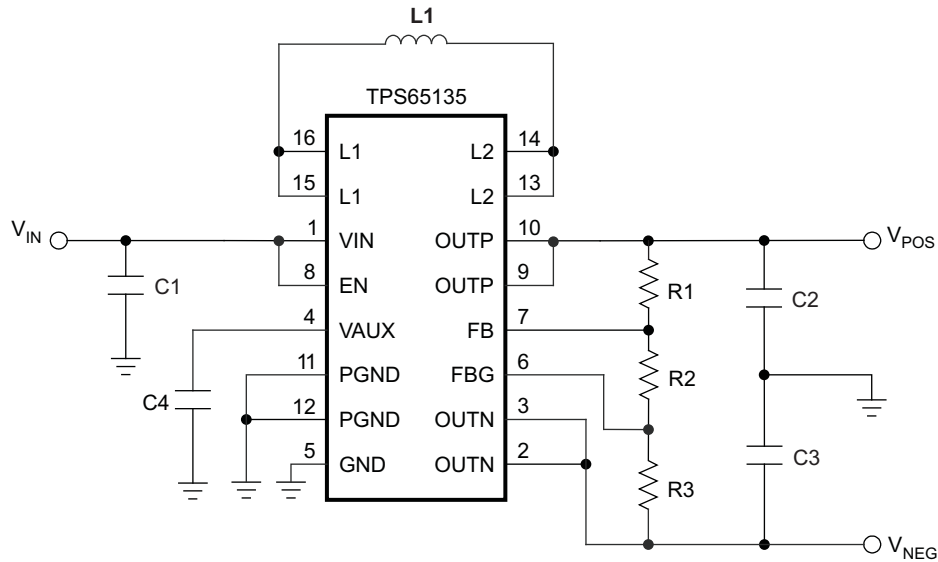 L1
TPS65135
16 L1 L2 14
15 L1 L2 13
V_IN 1 VIN OUTP 10 V_POS
C1 8 EN OUTP 9 R1 C2
4 VAUX FB 7
C4 11 PGND FBG 6 R2
12 PGND OUTN 3
5 GND OUTN 2 R3 C3
V_NEG